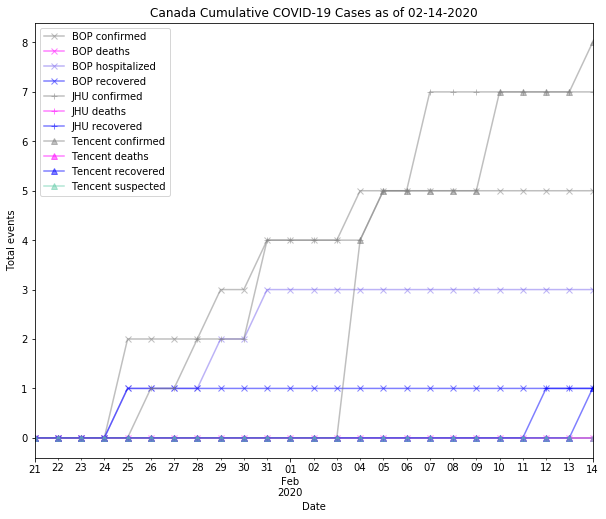 Canada Cumulative COVID-19 Cases as of 02-14-2020
BOP confirmed
BOP deaths
BOP hospitalized
BOP recovered
JHU confirmed
JHU deaths
JHU recovered
Tencent confirmed
Tencent deaths
Tencent recovered
Tencent suspected
Total events
8
7
6
5
4
3
2
1
0
21 22 23 24 25 26 27 28 29 30 31 01 02 03 04 05 06 07 08 09 10 11 12 13 14
Feb
2020
Date